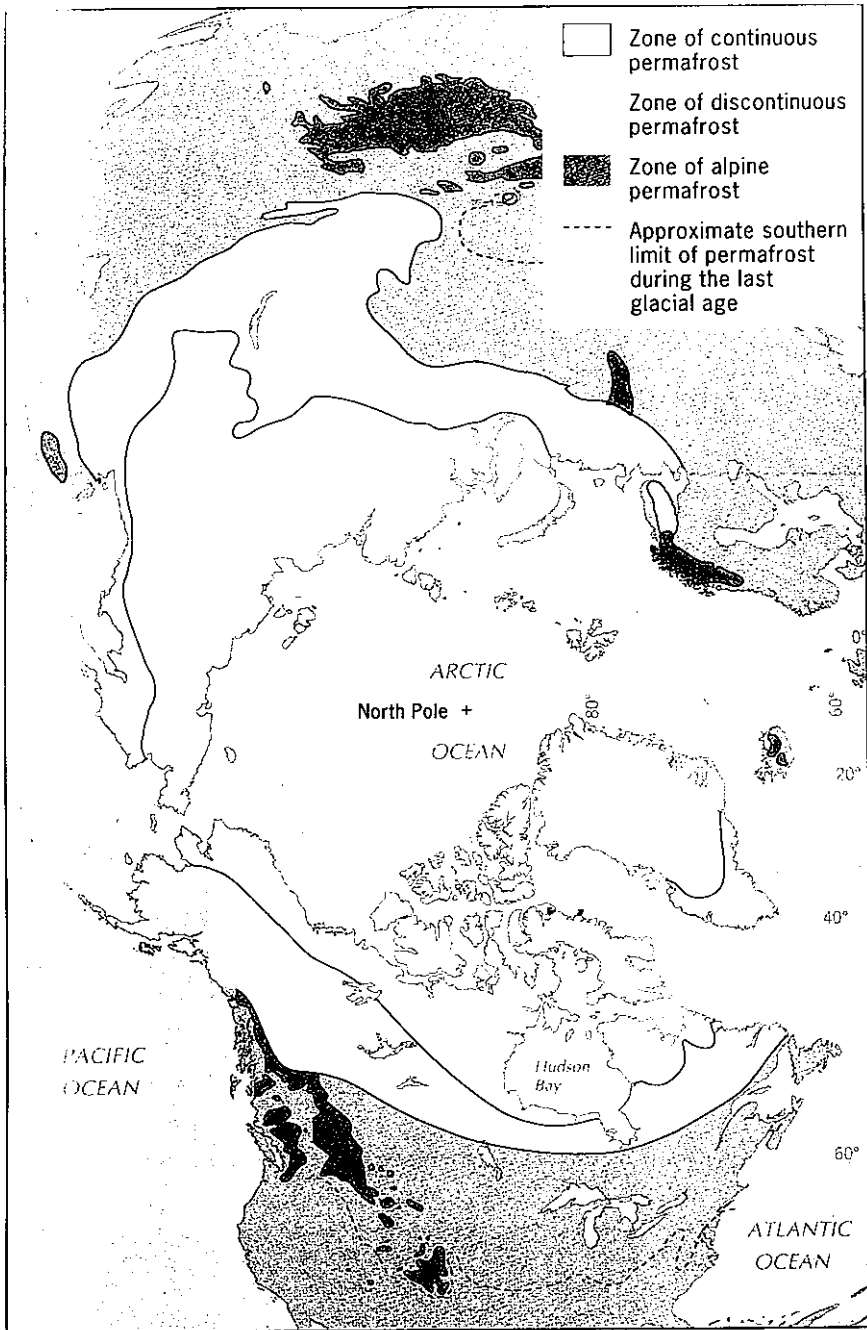 Zone of continuous
permafrost
Zone of discontinuous
permafrost
Zone of alpine
permafrost
Approximate southern
limit of permafrost
during the last
glacial age
0°
ARCTIC
80°
60°
North Pole +
OCEAN
20°
40°
PACIFIC
OCEAN
Hudson
Bay
60°
ATLANTIC
OCEAN